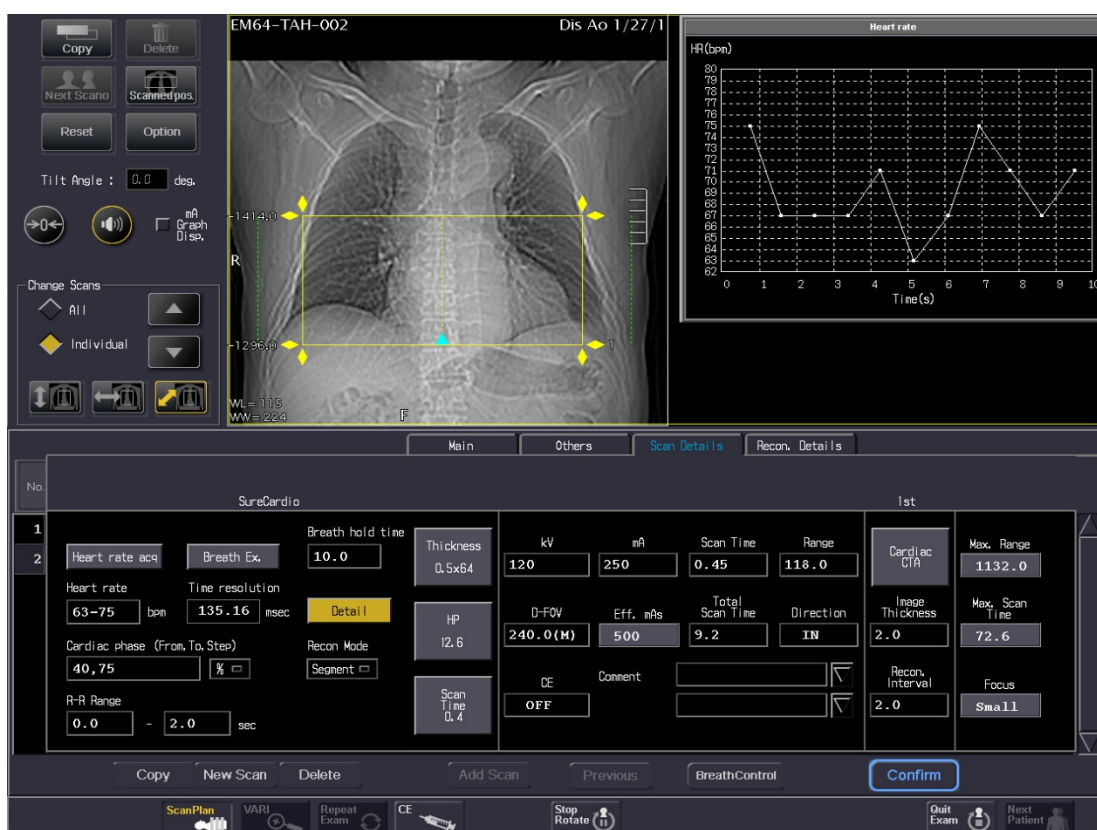 Copy
Delete
Next Scano
Scanned pos.
Reset
Option
Tilt Angle : 0.0 deg.
mA
Graph
Disp.
Change Scans
All
Individual
EM64-TAH-002
Dis Ao 1/27/1
-1414.0
R
-1296.0
1
WL= 115
WW= 224
F
Heart rate
HR(bpm)
80
79
78
77
76
75
74
73
72
71
70
69
68
67
66
65
64
63
62
0 1 2 3 4 5 6 7 8 9 10
Time(s)
Main
Others
Scan Details
Recon. Details
No.
SureCardio
1st
1
2
Heart rate acq
Breath Ex.
Breath hold time
10.0
Heart rate
63-75 bpm
Time resolution
135.16 msec
Detail
Cardiac phase (From,To,Step)
40,75
%
Recon Mode
Segment
R-R Range
0.0 - 2.0 sec
Thickness
0.5x64
HP
12.6
Scan
Time
0.4
kV
120
mA
250
Scan Time
0.45
Range
118.0
D-FOV
240.0(M)
Eff. mAs
500
Total
Scan Time
9.2
Direction
IN
CE
OFF
Comment
Cardiac
CTA
Max. Range
1132.0
Image
Thickness
2.0
Max. Scan
Time
72.6
Recon.
Interval
2.0
Focus
Small
Copy
New Scan
Delete
Add Scan
Previous
BreathControl
Confirm
ScanPlan
VARI
Repeat
Exam
CE
Stop
Rotate
Quit
Exam
Next
Patient